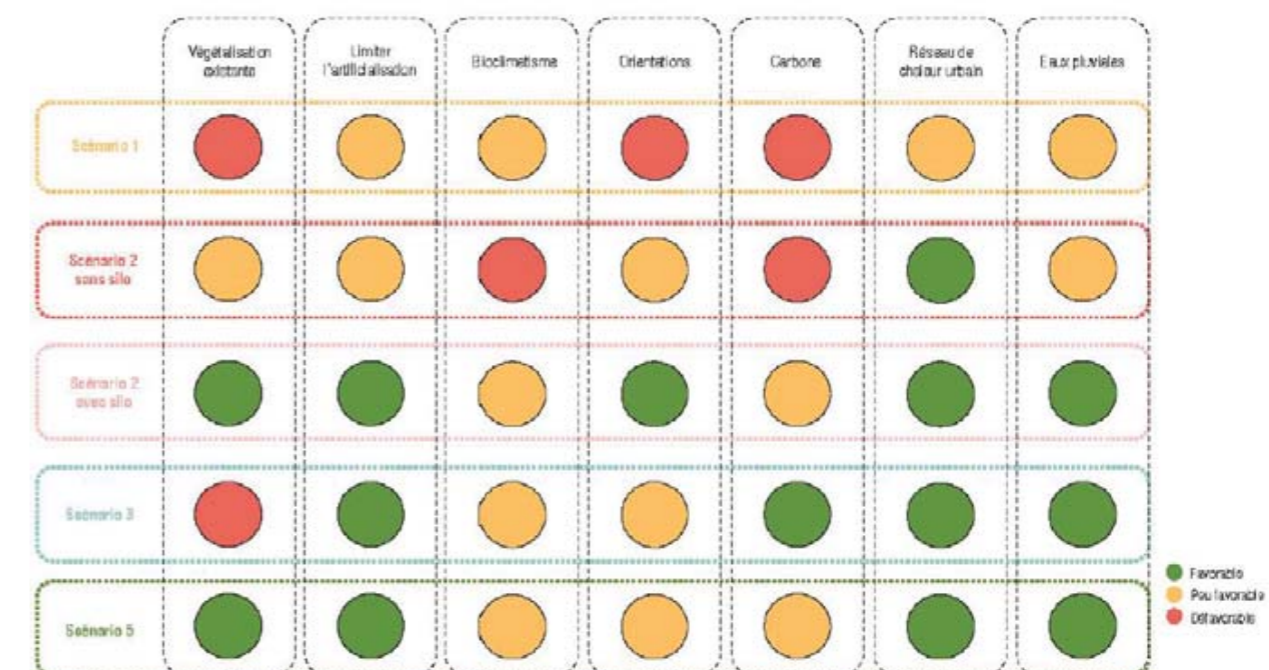 Végétalisation
existante
Limiter
l'artificialisation
Bioclimatisme
Orientations
Carbone
Réseau de
chaleur urbain
Eaux pluviales
Scénario 1
Scénario 2
sans silo
Scénario 2
avec silo
Scénario 3
Scénario 5
Favorable
Peu favorable
Défavorable